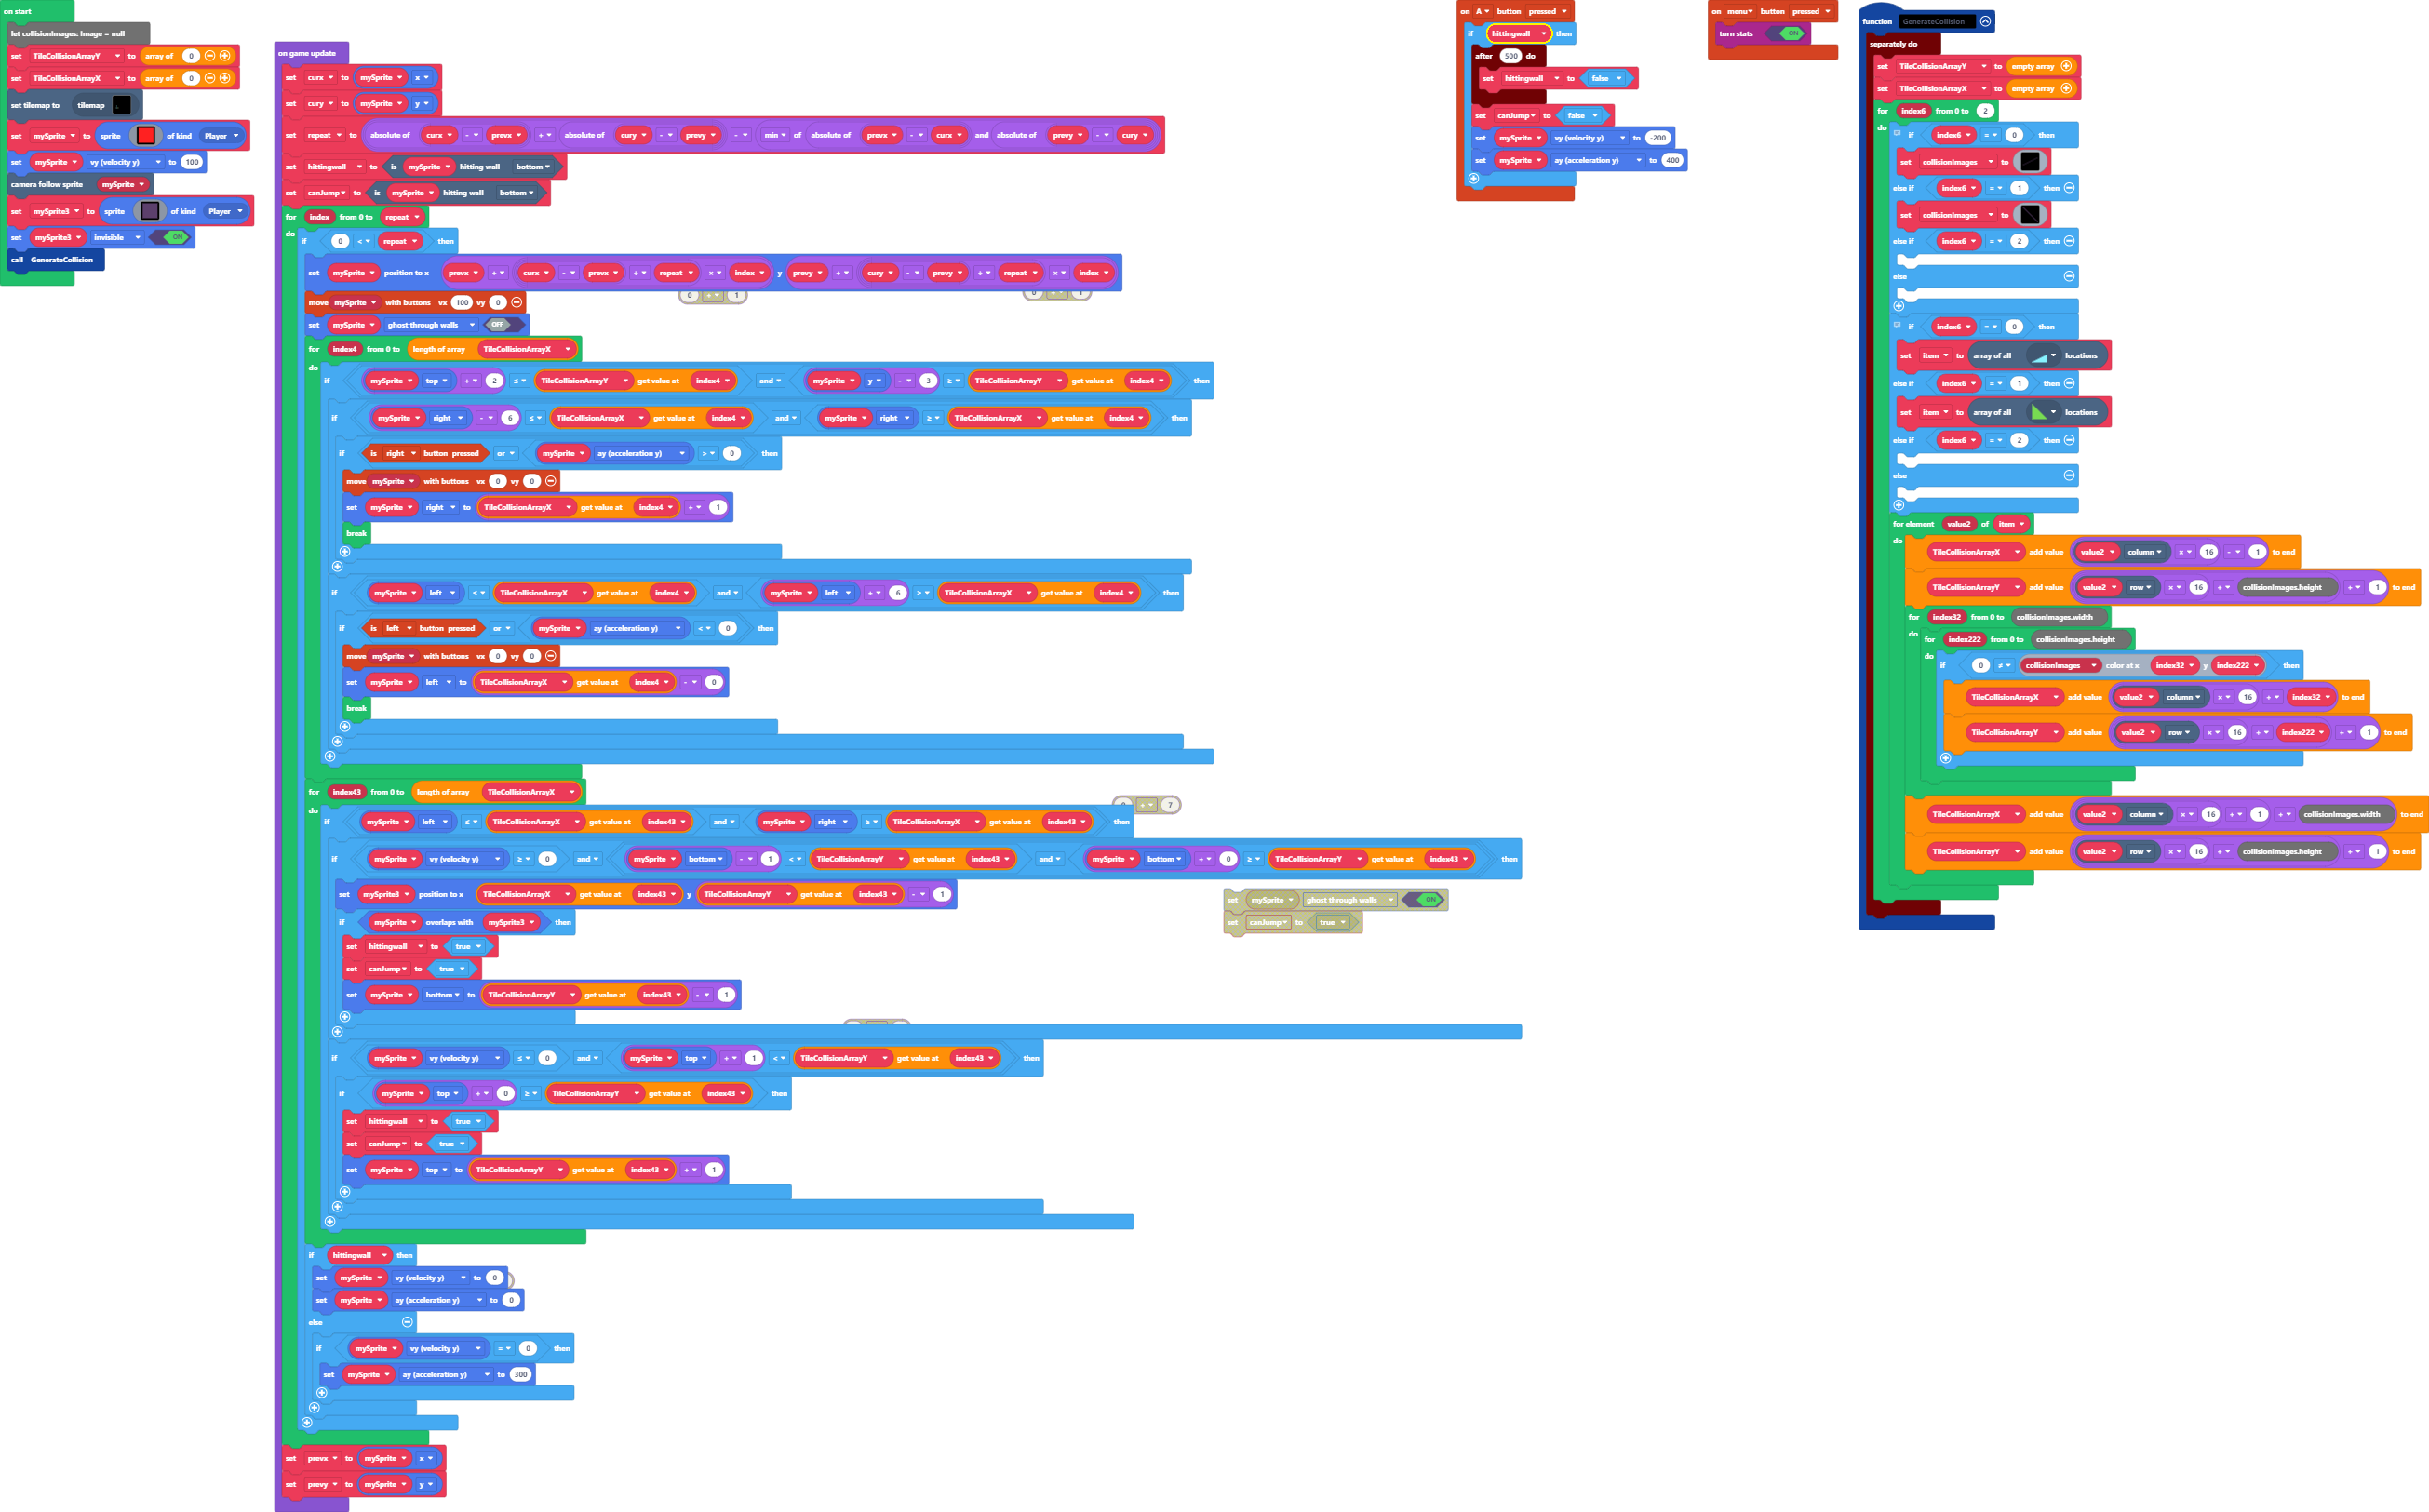 on start
let collisionImages: Image = null
set TileCollisionArrayY to array of 0
set TileCollisionArrayX to array of 0
set tilemap to tilemap
set mySprite to sprite of kind Player
set mySprite vy (velocity y) to 100
camera follow sprite mySprite
set mySprite3 to sprite of kind Player
set mySprite3 invisible ON
call GenerateCollision
on game update
set curx to mySprite x
set cury to mySprite y
set repeat to absolute of curx - prevx + absolute of cury - prevy - min of absolute of prevx - curx and absolute of prevy - cury
set hittingwall to is mySprite hitting wall bottom
set canJump to is mySprite hitting wall bottom
for index from 0 to repeat
do if 0 < repeat then
set mySprite position to x prevx + curx - prevx ÷ repeat × index y prevy + cury - prevy ÷ repeat × index
move mySprite with buttons vx 100 vy 0
set mySprite ghost through walls OFF
for index4 from 0 to length of array TileCollisionArrayX
do if mySprite top + 2 ≤ TileCollisionArrayY get value at index4 and mySprite y - 3 ≥ TileCollisionArrayY get value at index4 then
if mySprite right - 6 ≤ TileCollisionArrayX get value at index4 and mySprite right ≥ TileCollisionArrayX get value at index4 then
if is right button pressed or mySprite ay (acceleration y) > 0 then
move mySprite with buttons vx 0 vy 0
set mySprite right to TileCollisionArrayX get value at index4 + 1
break
if mySprite left ≤ TileCollisionArrayX get value at index4 and mySprite left + 6 ≥ TileCollisionArrayX get value at index4 then
if is left button pressed or mySprite ay (acceleration y) < 0 then
move mySprite with buttons vx 0 vy 0
set mySprite left to TileCollisionArrayX get value at index4 - 0
break
for index43 from 0 to length of array TileCollisionArrayX
do if mySprite left ≤ TileCollisionArrayX get value at index43 and mySprite right ≥ TileCollisionArrayX get value at index43 then
if mySprite vy (velocity y) ≥ 0 and mySprite bottom - 1 < TileCollisionArrayY get value at index43 and mySprite bottom + 0 ≥ TileCollisionArrayY get value at index43 then
set mySprite3 position to x TileCollisionArrayX get value at index43 y TileCollisionArrayY get value at index43 - 1
if mySprite overlaps with mySprite3 then
set hittingwall to true
set canJump to true
set mySprite bottom to TileCollisionArrayY get value at index43 - 1
if mySprite vy (velocity y) ≤ 0 and mySprite top + 1 < TileCollisionArrayY get value at index43 then
if mySprite top + 0 ≥ TileCollisionArrayY get value at index43 then
set hittingwall to true
set canJump to true
set mySprite top to TileCollisionArrayY get value at index43 + 1
if hittingwall then
set mySprite vy (velocity y) to 0
set mySprite ay (acceleration y) to 0
else
if mySprite vy (velocity y) = 0 then
set mySprite ay (acceleration y) to 300
set prevx to mySprite x
set prevy to mySprite y
set mySprite ghost through walls ON
set canJump to true
on A button pressed
if hittingwall then
after 500 do
set hittingwall to false
set canJump to false
set mySprite vy (velocity y) to -200
set mySprite ay (acceleration y) to 400
on menu button pressed
turn stats ON
function GenerateCollision
separately do
set TileCollisionArrayY to empty array
set TileCollisionArrayX to empty array
for index6 from 0 to 2
do if index6 = 0 then
set collisionImages to
else if index6 = 1 then
set collisionImages to
else if index6 = 2 then
else
if index6 = 0 then
set item to array of all locations
else if index6 = 1 then
set item to array of all locations
else if index6 = 2 then
else
for element value2 of item
do TileCollisionArrayX add value value2 column × 16 - 1 to end
TileCollisionArrayY add value value2 row × 16 + collisionImages.height + 1 to end
for index32 from 0 to collisionImages.width
do for index222 from 0 to collisionImages.height
do if 0 ≠ collisionImages color at x index32 y index222 then
TileCollisionArrayX add value value2 column × 16 + index32 to end
TileCollisionArrayY add value value2 row × 16 + index222 + 1 to end
TileCollisionArrayX add value value2 column × 16 + 1 + collisionImages.width to end
TileCollisionArrayY add value value2 row × 16 + collisionImages.height + 1 to end